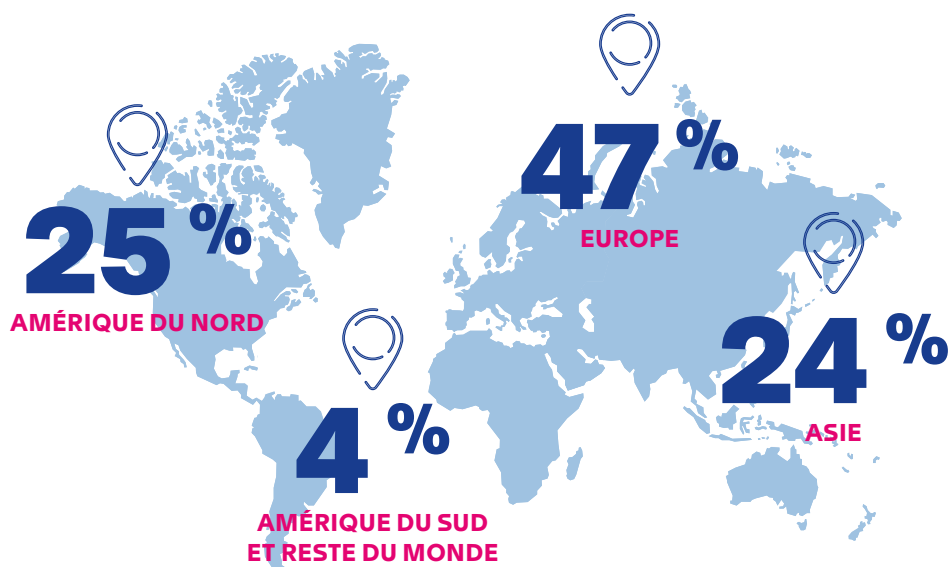 47 %
EUROPE
25 %
AMÉRIQUE DU NORD
24 %
ASIE
4 %
AMÉRIQUE DU SUD
ET RESTE DU MONDE